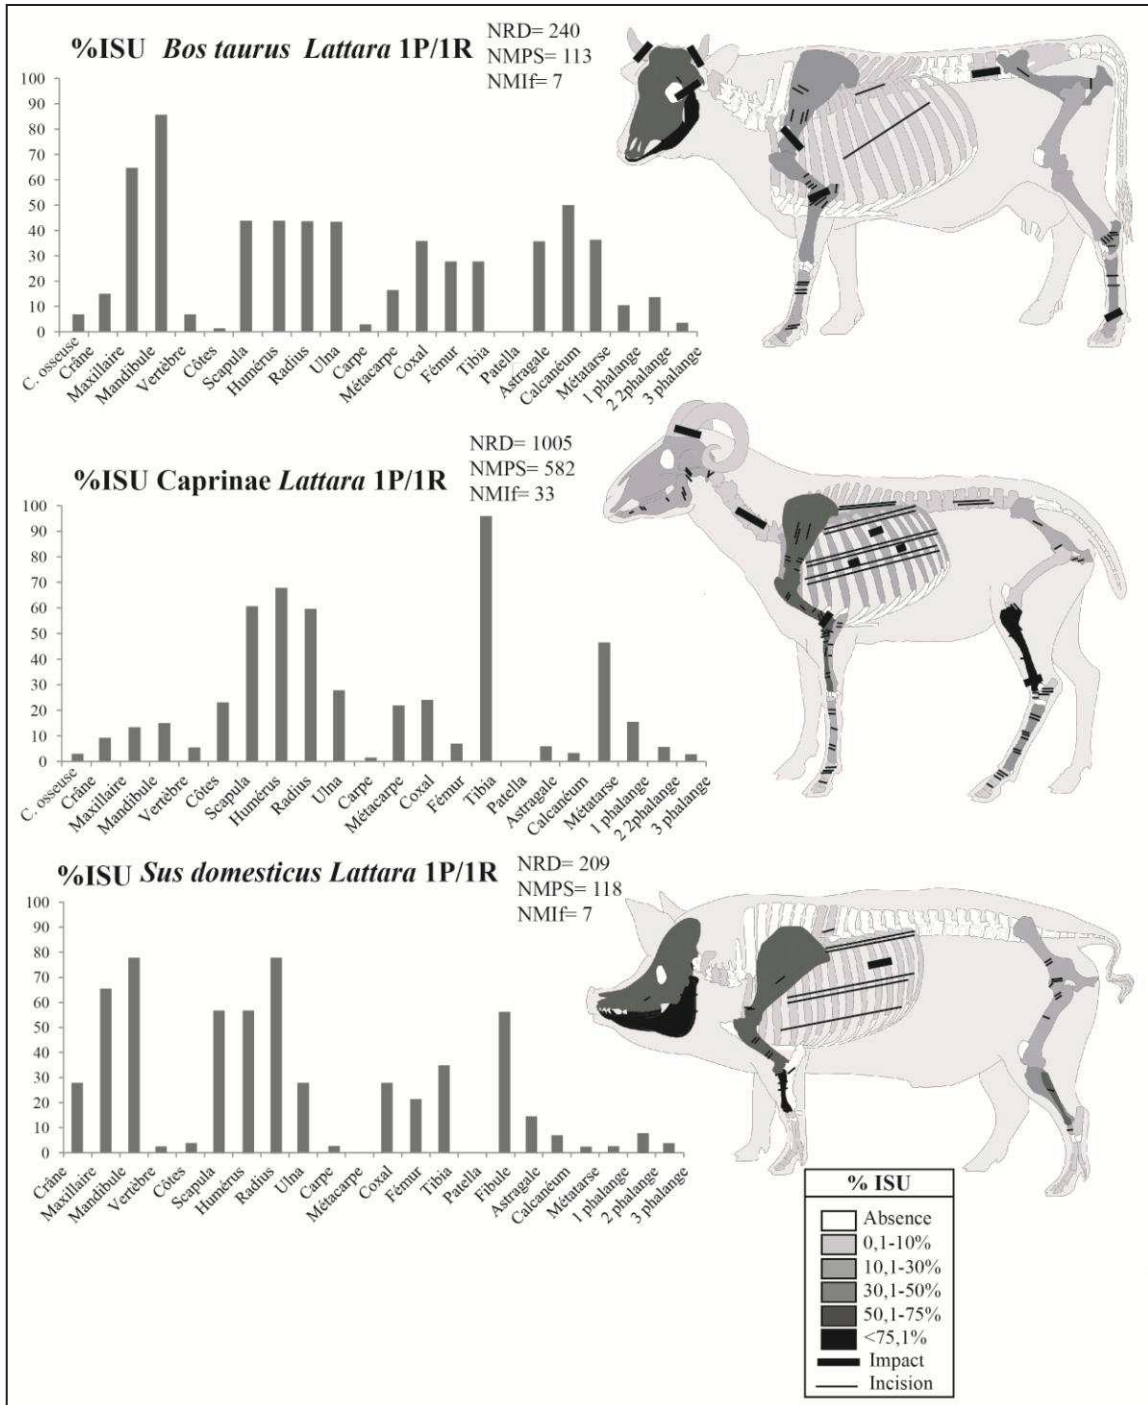 %ISU Bos taurus Lattara 1P/1R
NRD= 240
NMPS= 113
NMIf= 7
100
90
80
70
60
50
40
30
20
10
0
C. osseuse
Crâne
Maxillaire
Mandibule
Vertèbre
Côtes
Scapula
Humérus
Radius
Ulna
Carpe
Métacarpe
Coxal
Fémur
Tibia
Patella
Astragale
Calcanéum
Métatarse
1 phalange
2 2phalange
3 phalange
%ISU Caprinae Lattara 1P/1R
NRD= 1005
NMPS= 582
NMIf= 33
100
90
80
70
60
50
40
30
20
10
0
C. osseuse
Crâne
Maxillaire
Mandibule
Vertèbre
Côtes
Scapula
Humérus
Radius
Ulna
Carpe
Métacarpe
Coxal
Fémur
Tibia
Patella
Astragale
Calcanéum
Métatarse
1 phalange
2 2phalange
3 phalange
%ISU Sus domesticus Lattara 1P/1R
NRD= 209
NMPS= 118
NMIf= 7
100
90
80
70
60
50
40
30
20
10
0
Crâne
Maxillaire
Mandibule
Vertèbre
Côtes
Scapula
Humérus
Radius
Ulna
Carpe
Métacarpe
Coxal
Fémur
Tibia
Patella
Fibule
Astragale
Calcanéum
Métatarse
1 phalange
2 phalange
3 phalange
% ISU
Absence
0,1-10%
10,1-30%
30,1-50%
50,1-75%
<75,1%
Impact
Incision